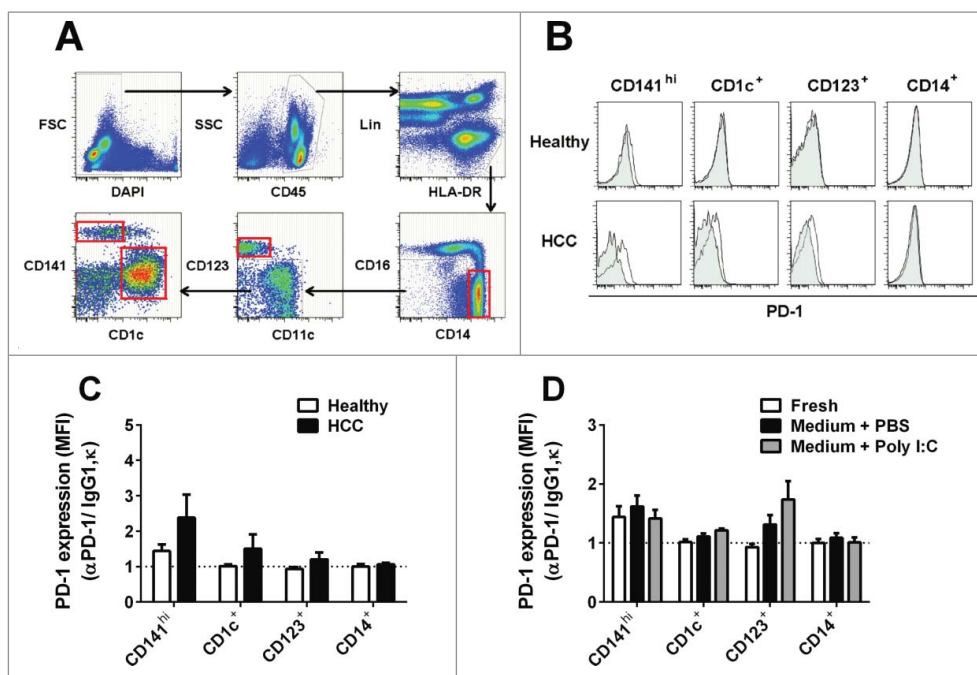 A
FSC
DAPI
SSC
CD45
Lin
HLA-DR
CD141
CD1c
CD123
CD11c
CD16
CD14
B
CD141hi CD1c+ CD123+ CD14+
Healthy
HCC
PD-1
C
Healthy
HCC
PD-1 expression (MFI)
(αPD-1/ IgG1,κ)
5
4
3
2
1
0
CD141hi CD1c+ CD123+ CD14+
D
Fresh
Medium + PBS
Medium + Poly I:C
PD-1 expression (MFI)
(αPD-1/ IgG1,κ)
3
2
1
0
CD141hi CD1c+ CD123+ CD14+